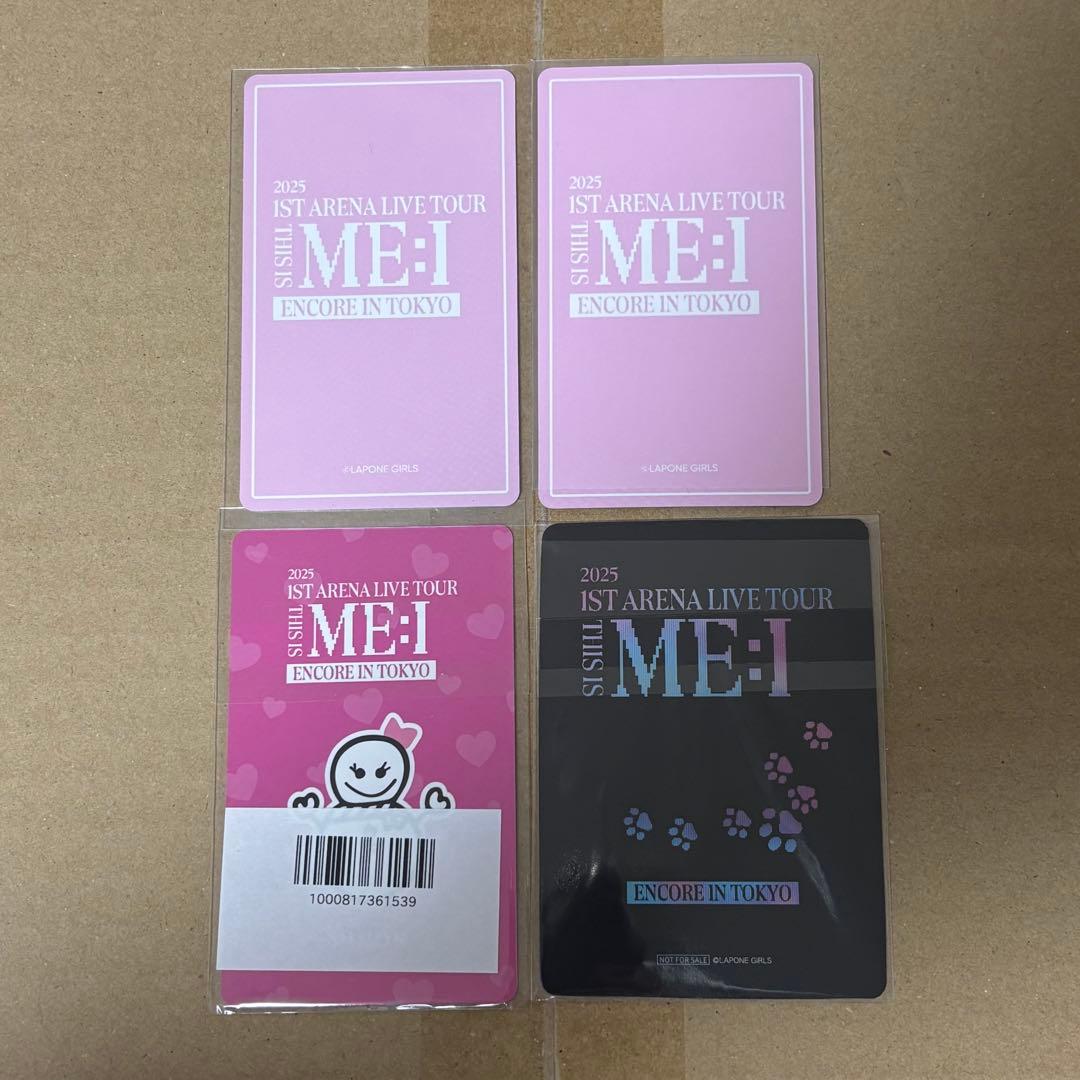 2025
1ST ARENA LIVE TOUR
THIS IS
ME:I
ENCORE IN TOKYO
©LAPONE GIRLS
2025
1ST ARENA LIVE TOUR
THIS IS
ME:I
ENCORE IN TOKYO
©LAPONE GIRLS
2025
1ST ARENA LIVE TOUR
THIS IS
ME:I
ENCORE IN TOKYO
1000817361539
2025
1ST ARENA LIVE TOUR
THIS IS
ME:I
ENCORE IN TOKYO
NOT FOR SALE ©LAPONE GIRLS